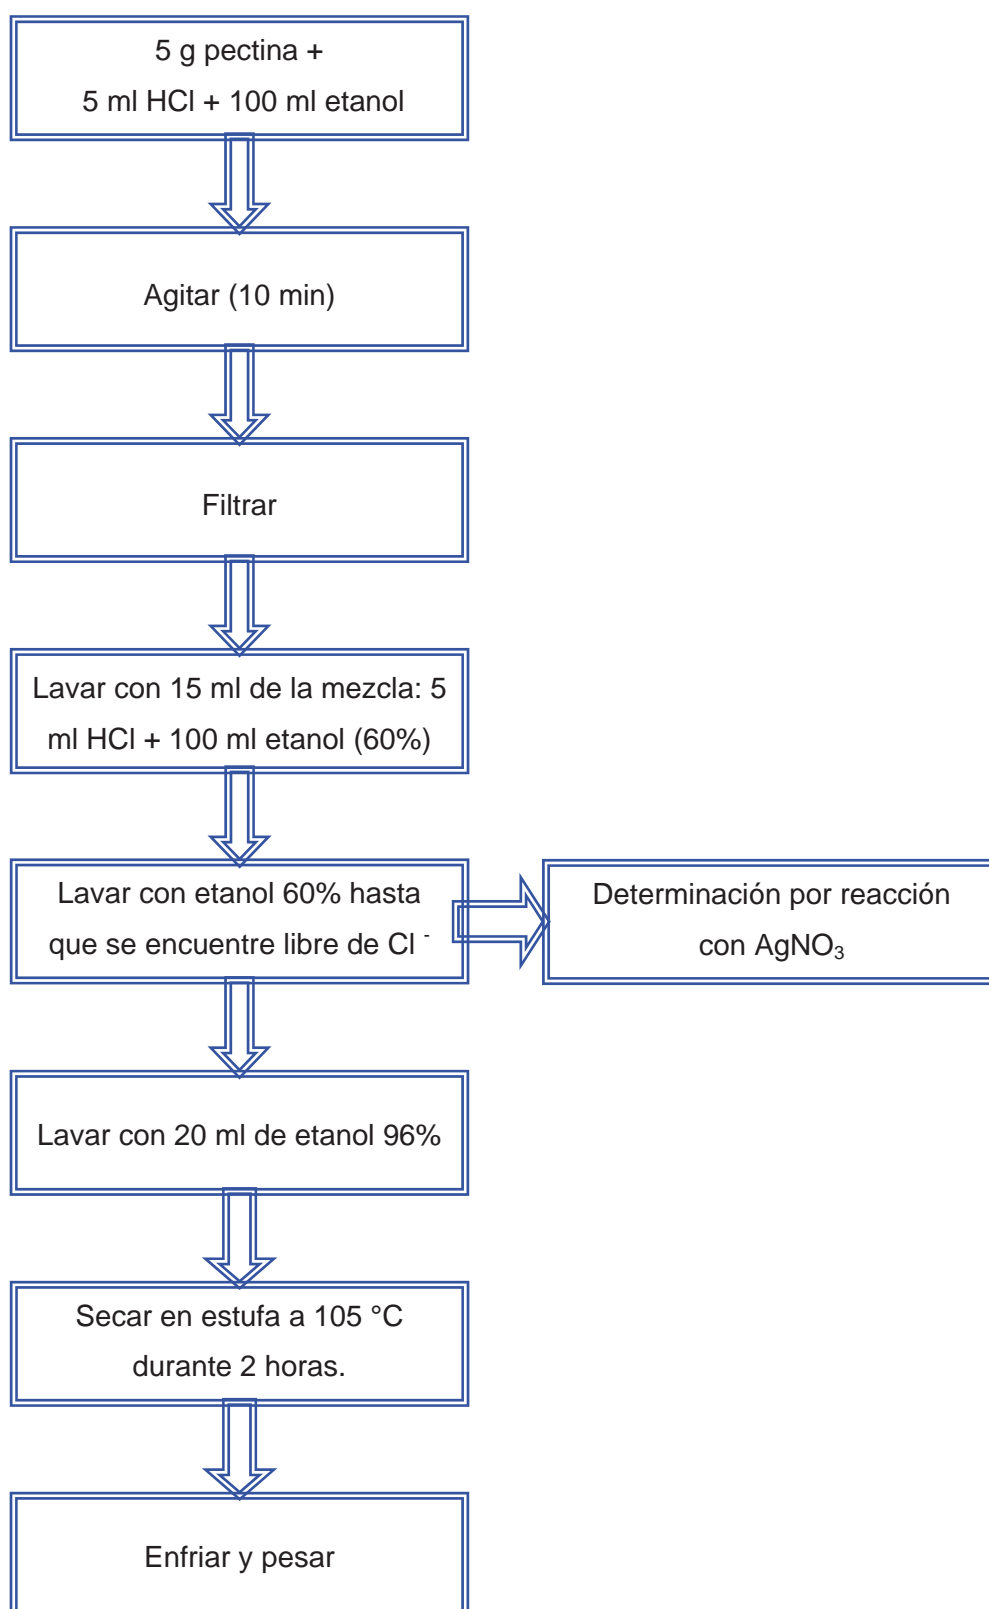 5 g pectina +
5 ml HCl + 100 ml etanol
Agitar (10 min)
Filtrar
Lavar con 15 ml de la mezcla: 5
ml HCl + 100 ml etanol (60%)
Lavar con etanol 60% hasta
que se encuentre libre de Cl⁻
Determinación por reacción
con AgNO₃
Lavar con 20 ml de etanol 96%
Secar en estufa a 105 °C
durante 2 horas.
Enfriar y pesar